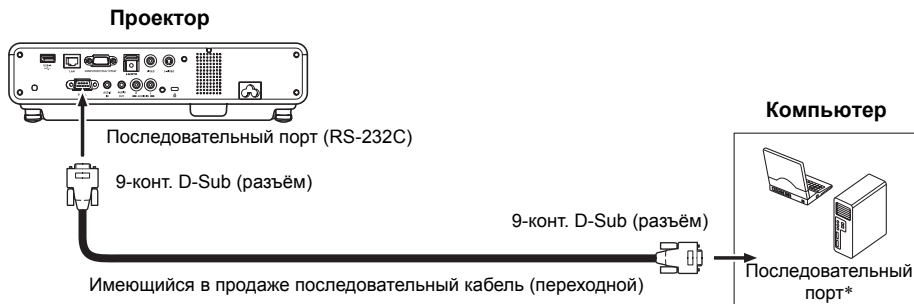 Проектор
LAN
Последовательный порт (RS-232C)
Компьютер
9-конт. D-Sub (разъём)
9-конт. D-Sub (разъём)
Имеющийся в продаже последовательный кабель (переходной)
Последовательный
порт*